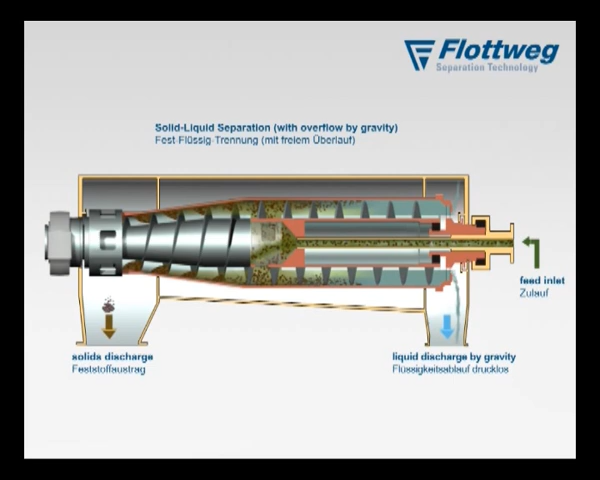 Flottweg
Separation Technology
Solid-Liquid Separation (with overflow by gravity)
Fest-Flüssig-Trennung (mit freiem Überlauf)
feed inlet
Zulauf
solids discharge
Feststoffaustrag
liquid discharge by gravity
Flüssigkeitsablauf drucklos